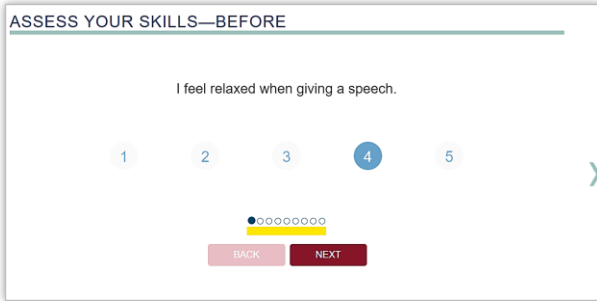 ASSESS YOUR SKILLS—BEFORE
I feel relaxed when giving a speech.
1 2 3 4 5
BACK NEXT